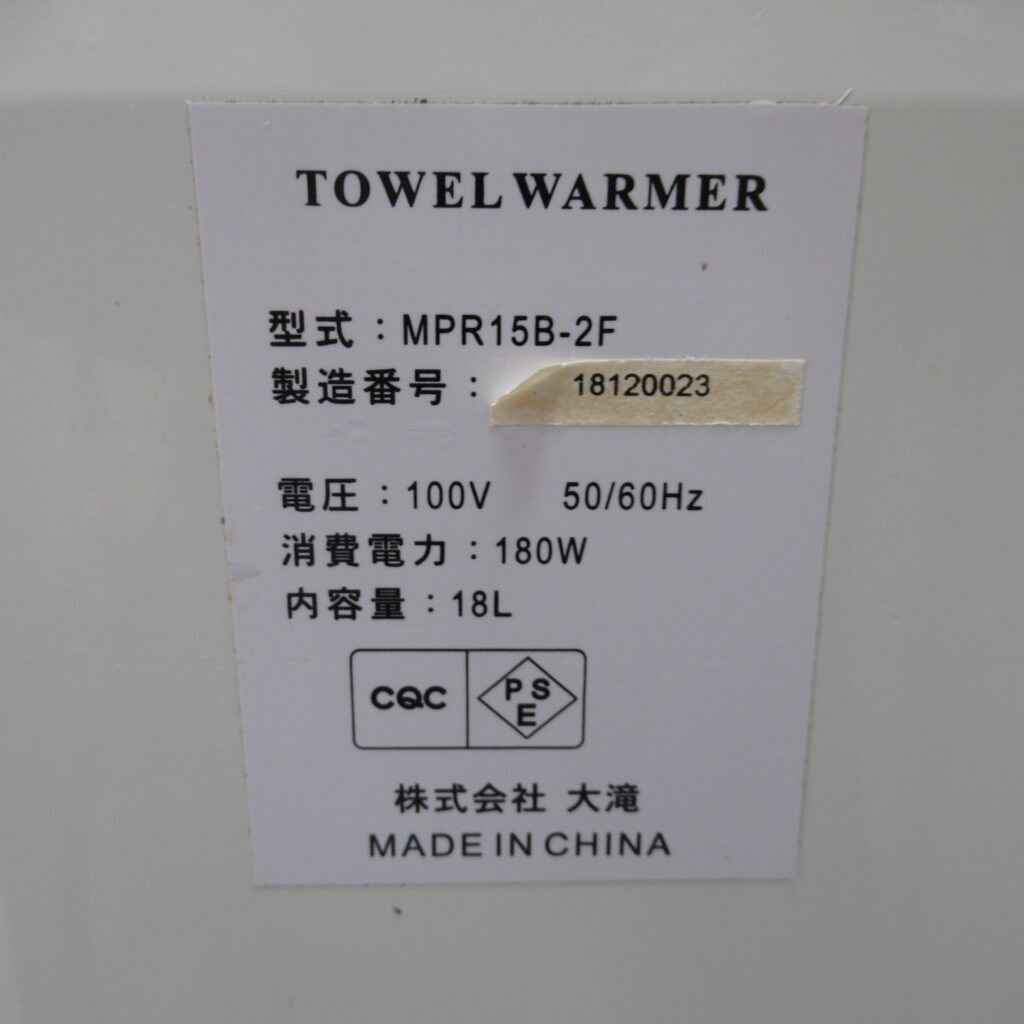 TOWEL WARMER
型式：MPR15B-2F
製造番号：18120023
電圧：100V 50/60Hz
消費電力：180W
内容量：18L
CQC PSE
株式会社 大滝
MADE IN CHINA